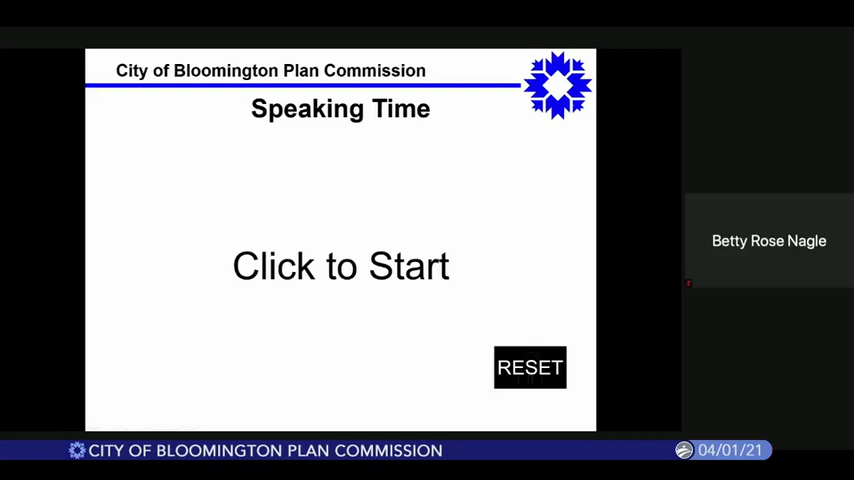 City of Bloomington Plan Commission
Speaking Time
Click to Start
Betty Rose Nagle
RESET
CITY OF BLOOMINGTON PLAN COMMISSION
04/01/21